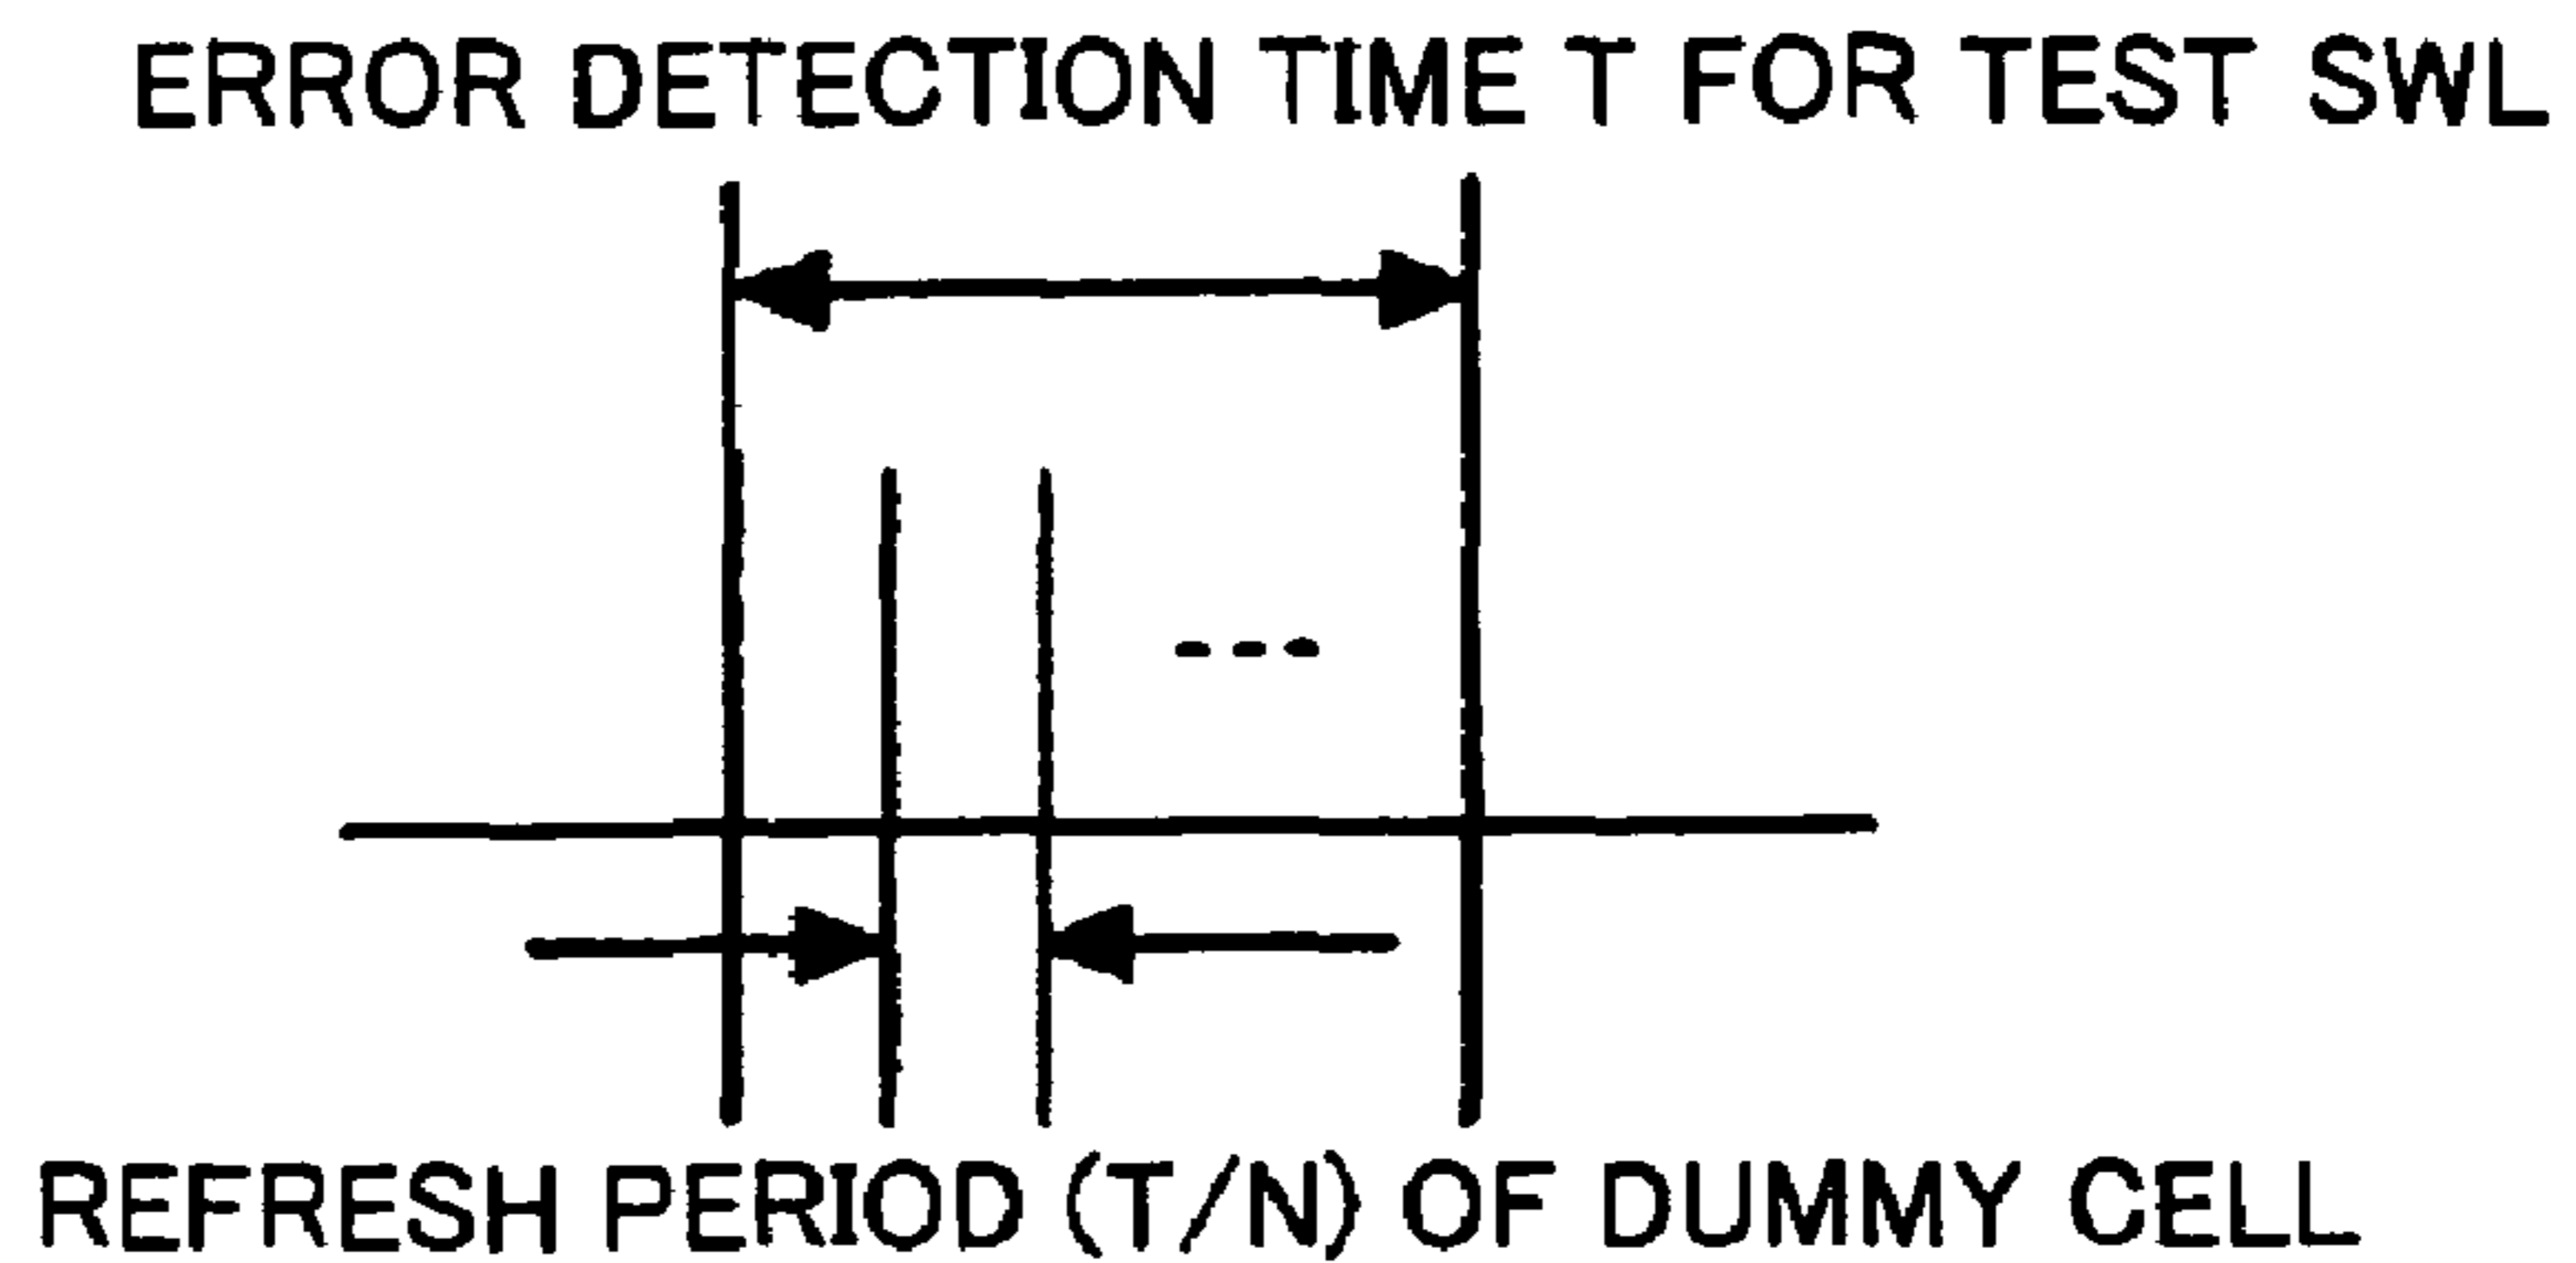 ERROR DETECTION TIME T FOR TEST SWL
REFRESH PERIOD (T/N) OF DUMMY CELL